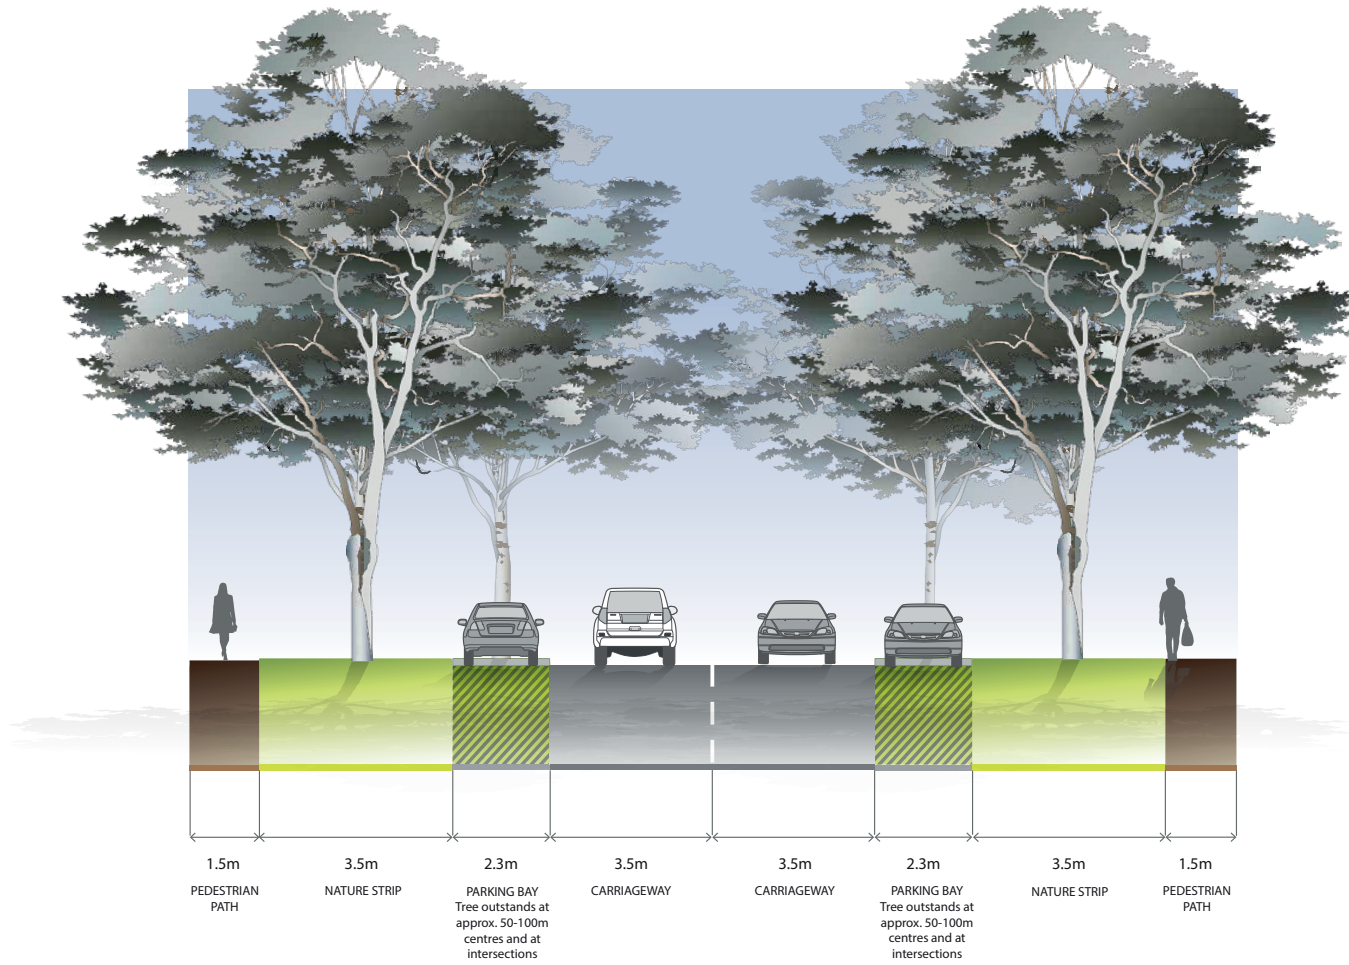 1.5m
PEDESTRIAN
PATH
3.5m
NATURE STRIP
2.3m
PARKING BAY
Tree outstands at
approx. 50-100m
centres and at
intersections
3.5m
CARRIAGEWAY
3.5m
CARRIAGEWAY
2.3m
PARKING BAY
Tree outstands at
approx. 50-100m
centres and at
intersections
3.5m
NATURE STRIP
1.5m
PEDESTRIAN
PATH